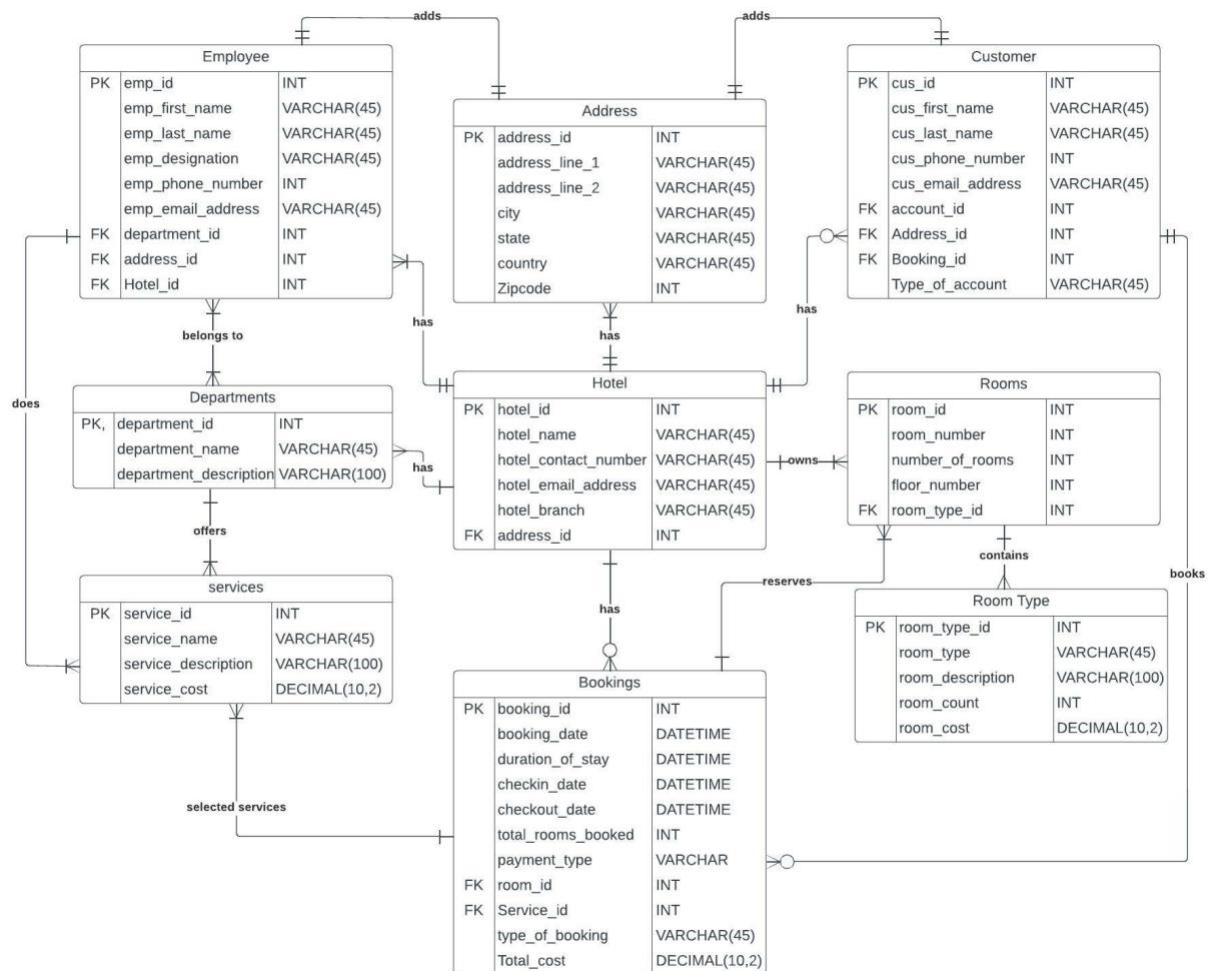 adds
adds
Employee
PK emp_id INT
emp_first_name VARCHAR(45)
emp_last_name VARCHAR(45)
emp_designation VARCHAR(45)
emp_phone_number INT
emp_email_address VARCHAR(45)
FK department_id INT
FK address_id INT
FK Hotel_id INT
Address
PK address_id INT
address_line_1 VARCHAR(45)
address_line_2 VARCHAR(45)
city VARCHAR(45)
state VARCHAR(45)
country VARCHAR(45)
Zipcode INT
Customer
PK cus_id INT
cus_first_name VARCHAR(45)
cus_last_name VARCHAR(45)
cus_phone_number INT
cus_email_address VARCHAR(45)
FK account_id INT
FK Address_id INT
FK Booking_id INT
Type_of_account VARCHAR(45)
belongs to
has
has
has
does
Departments
PK, department_id INT
department_name VARCHAR(45)
department_description VARCHAR(100)
has
Hotel
PK hotel_id INT
hotel_name VARCHAR(45)
hotel_contact_number VARCHAR(45)
hotel_email_address VARCHAR(45)
hotel_branch VARCHAR(45)
FK address_id INT
owns
Rooms
PK room_id INT
room_number INT
number_of_rooms INT
floor_number INT
FK room_type_id INT
offers
contains
reserves
books
has
services
PK service_id INT
service_name VARCHAR(45)
service_description VARCHAR(100)
service_cost DECIMAL(10,2)
Room Type
PK room_type_id INT
room_type VARCHAR(45)
room_description VARCHAR(100)
room_count INT
room_cost DECIMAL(10,2)
selected services
Bookings
PK booking_id INT
booking_date DATETIME
duration_of_stay DATETIME
checkin_date DATETIME
checkout_date DATETIME
total_rooms_booked INT
payment_type VARCHAR
FK room_id INT
FK Service_id INT
type_of_booking VARCHAR(45)
Total_cost DECIMAL(10,2)